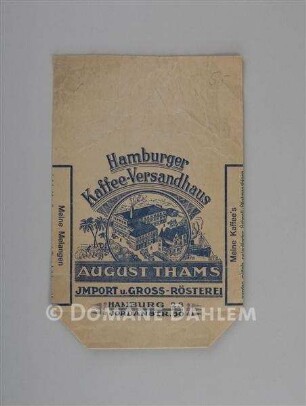 Hamburger
Kaffee-Versandhaus
AUGUST THAMS
JMPORT u. GROSS-RÖSTEREI
HAMBURG
Meine Melangen
Meine Kaffee's
© DOMÄNE DAHLEM